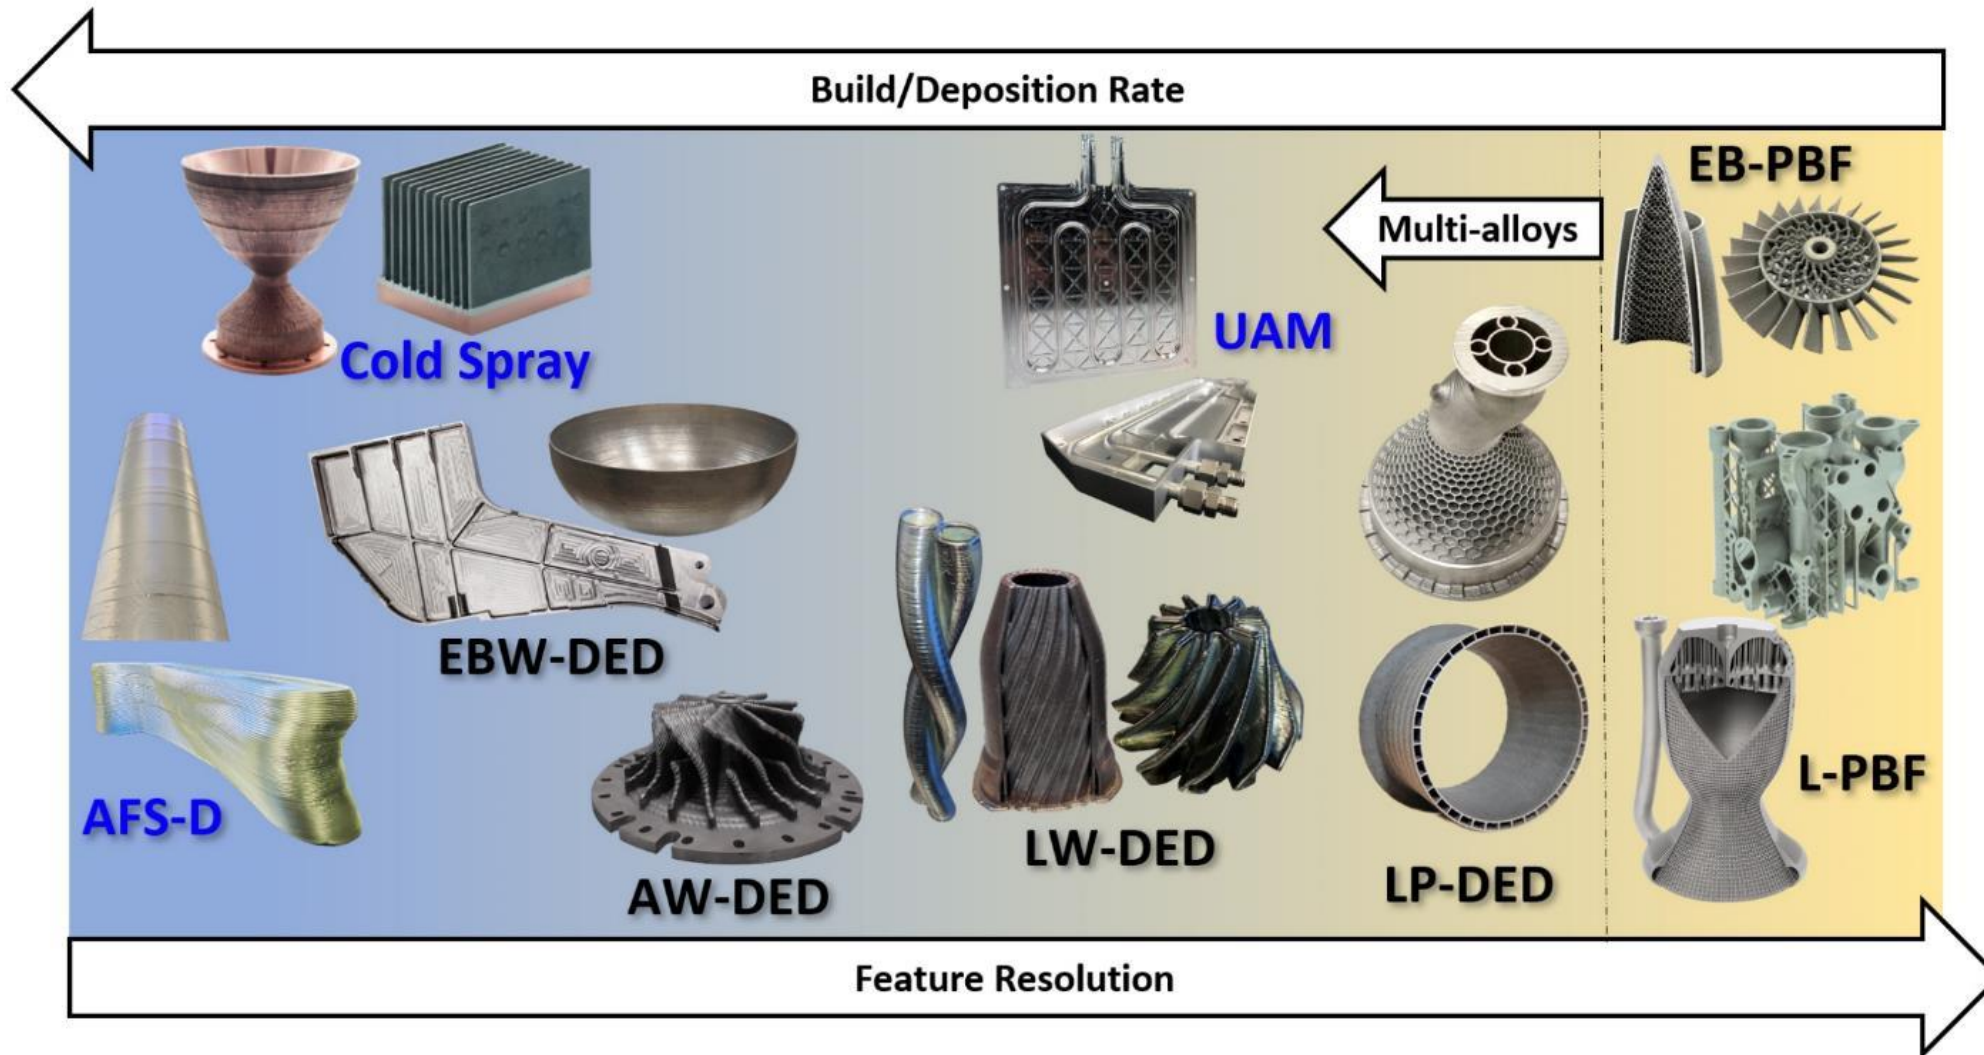 Build/Deposition Rate
EB-PBF
Multi-alloys
UAM
Cold Spray
EBW-DED
L-PBF
AFS-D
LW-DED
LP-DED
AW-DED
Feature Resolution